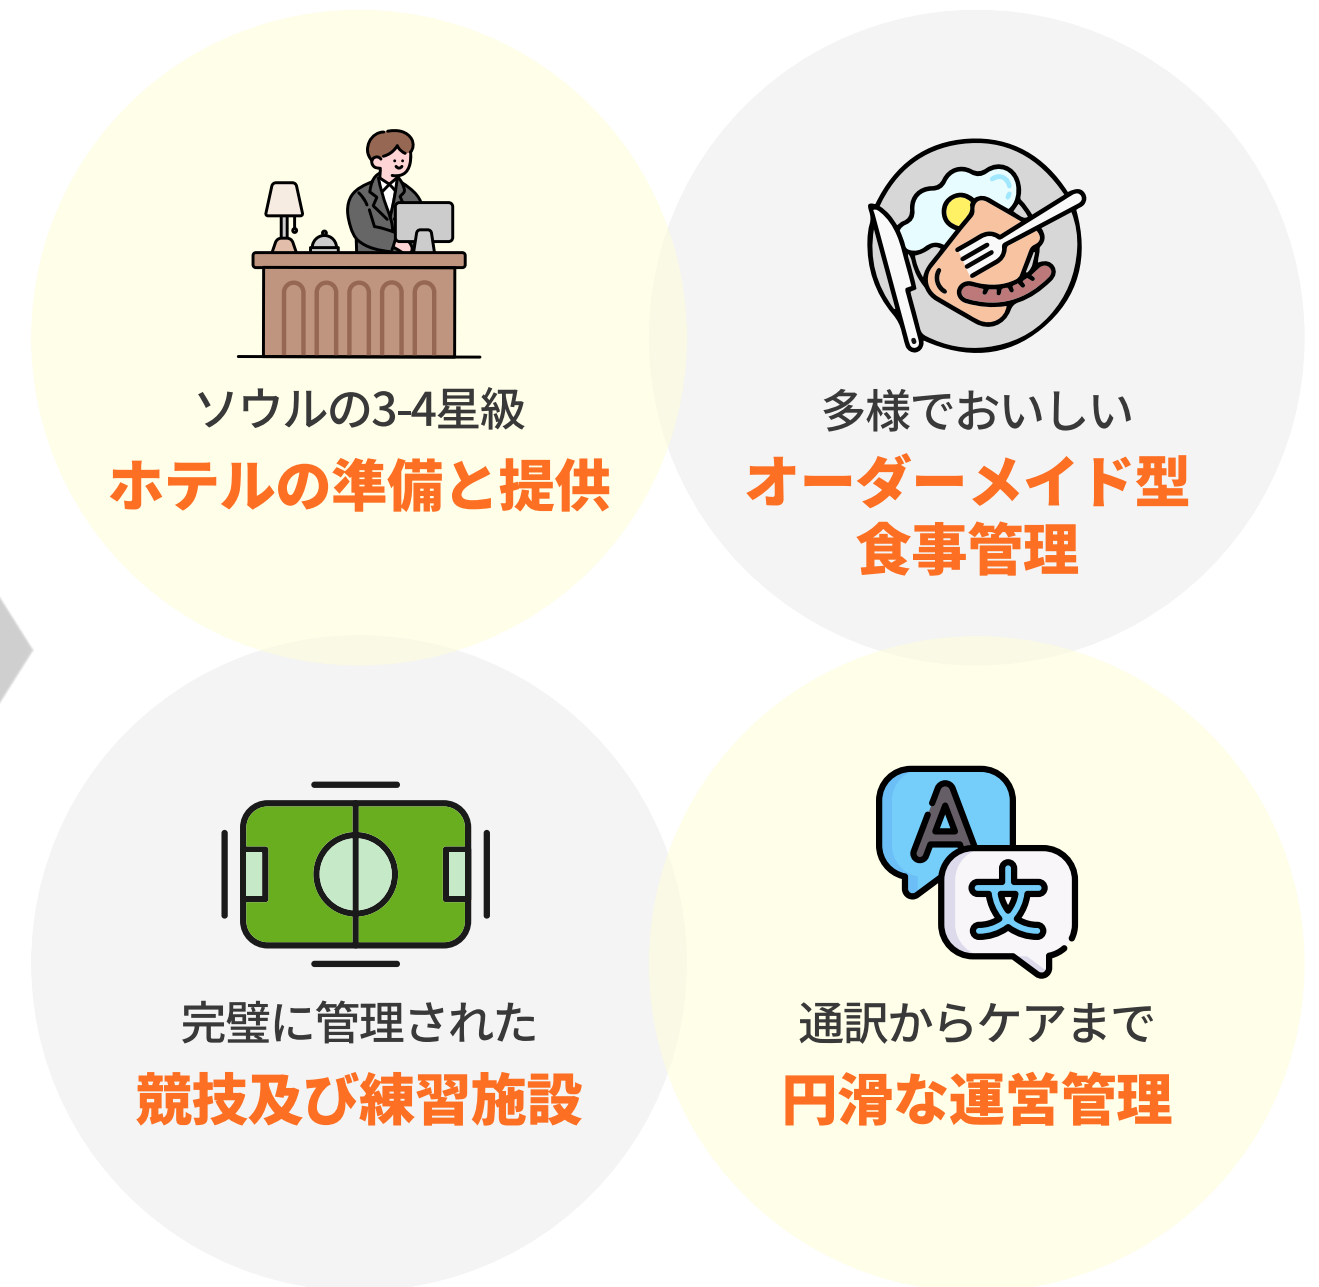 ソウルの3-4星級
ホテルの準備と提供
多様でおいしい
オーダーメイド型
食事管理
完璧に管理された
競技及び練習施設
A
文
通訳からケアまで
円滑な運営管理